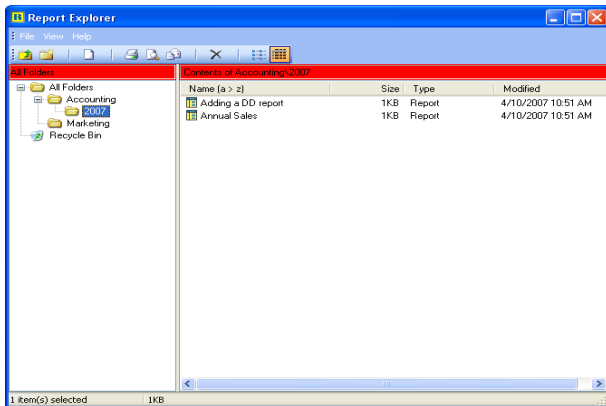 Report Explorer
File View Help
All Folders
Contents of Accounting\2007
All Folders
Accounting
2007
Marketing
Recycle Bin
Name (a > z) Size Type Modified
Adding a DD report 1KB Report 4/10/2007 10:51 AM
Annual Sales 1KB Report 4/10/2007 10:51 AM
1 item(s) selected 1KB